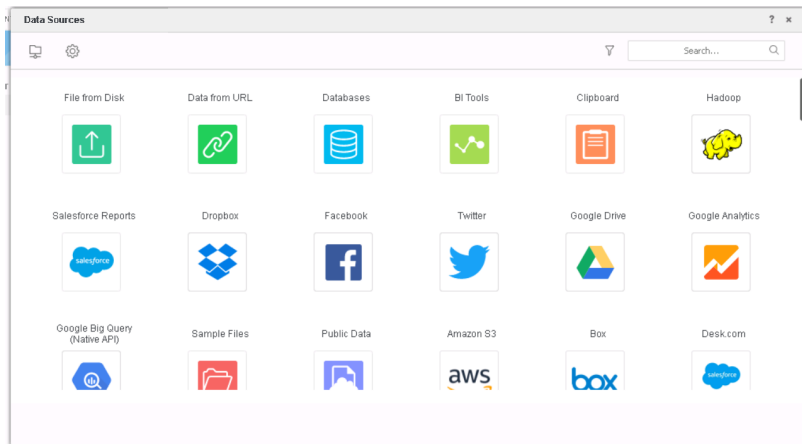 Data Sources ? ×
Search...
File from Disk Data from URL Databases BI Tools Clipboard Hadoop
Salesforce Reports Dropbox Facebook Twitter Google Drive Google Analytics
salesforce
Google Big Query
(Native API) Sample Files Public Data Amazon S3 Box Desk.com
aws box salesforce